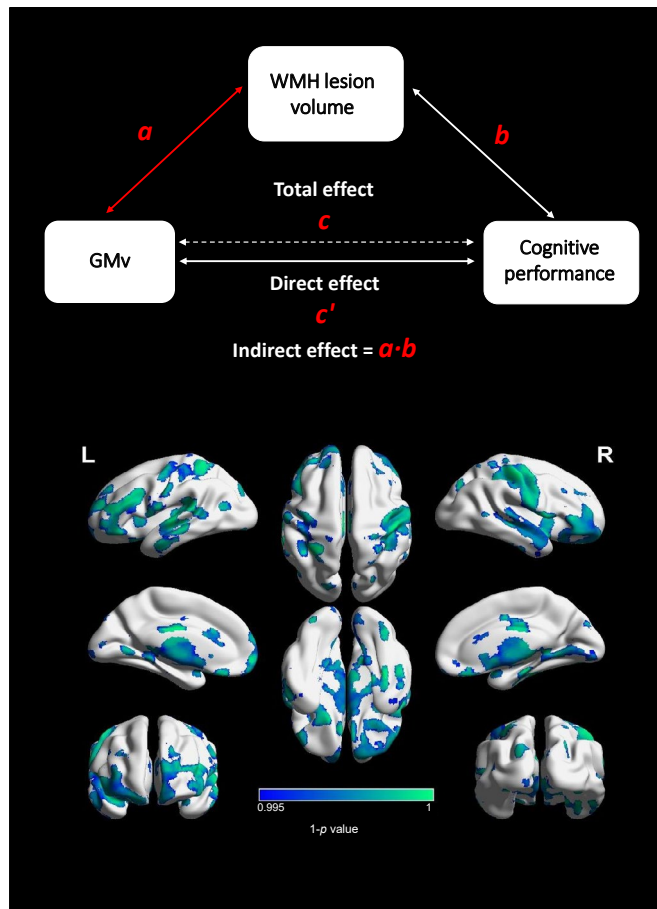 WMH lesion
volume
a
b
Total effect
c
GMv
Cognitive
performance
Direct effect
c'
Indirect effect = a·b
L
R
0.995
1
1-p value